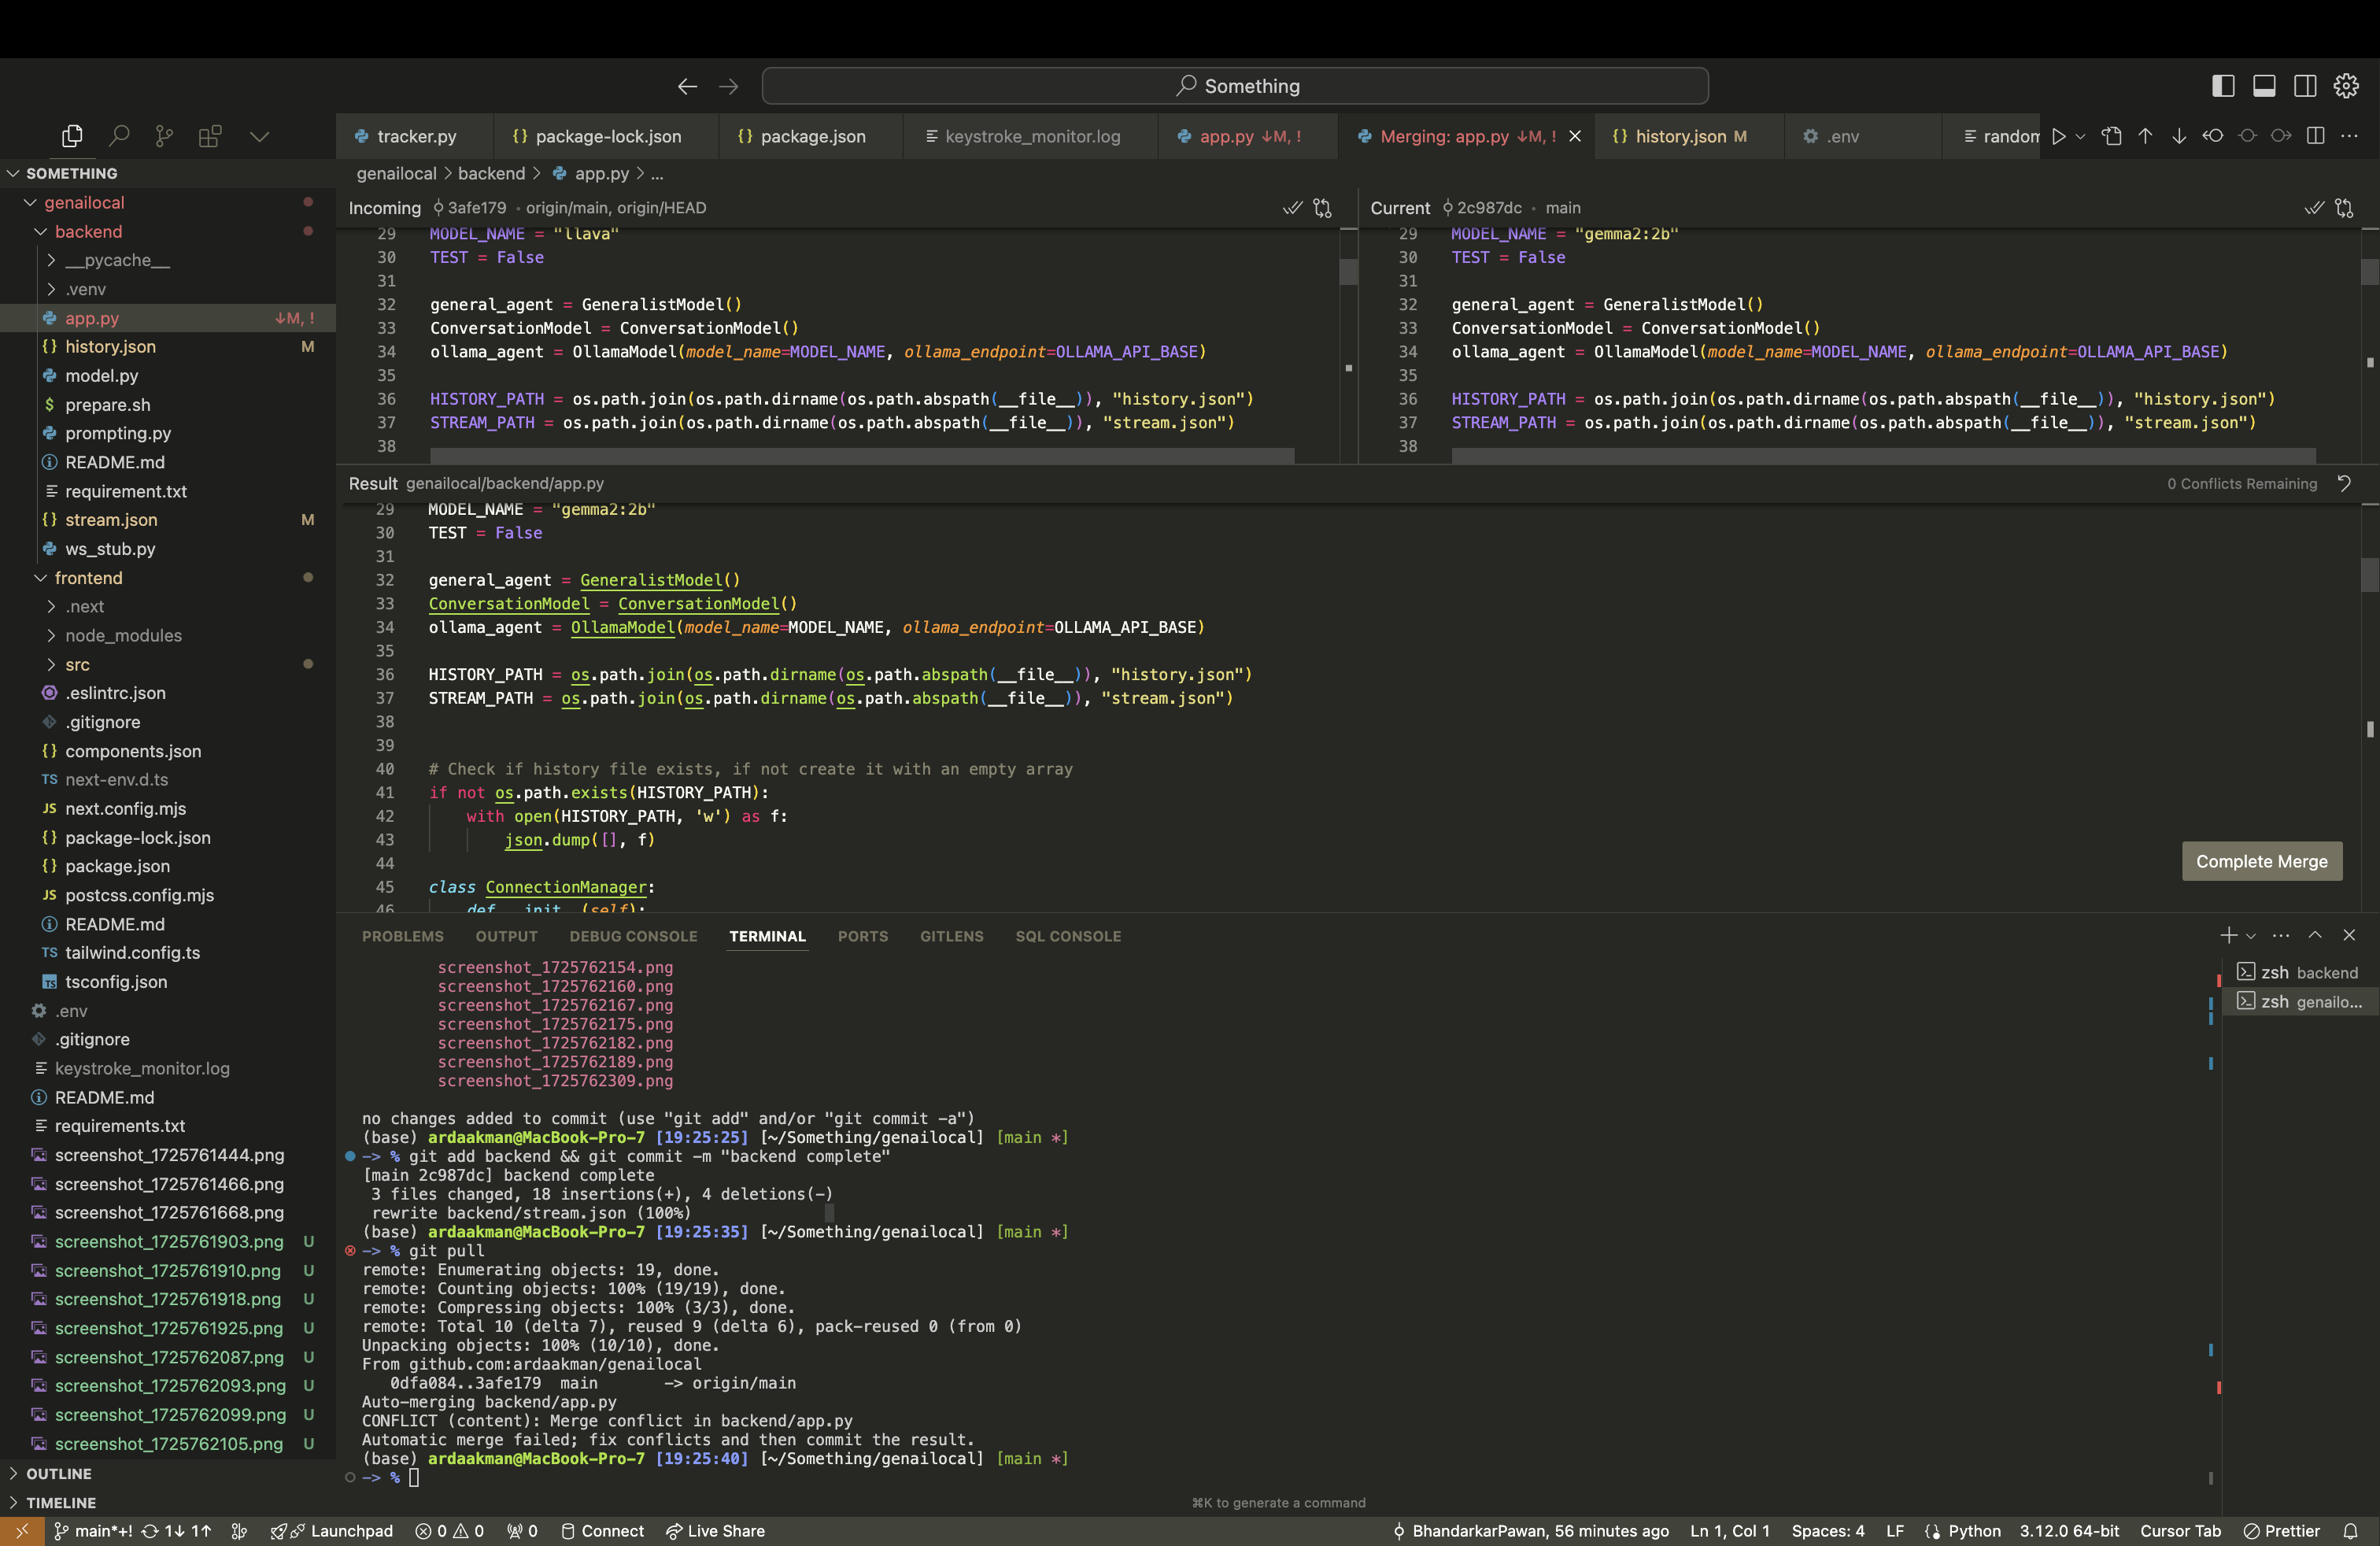 Something
tracker.py
package-lock.json
package.json
keystroke_monitor.log
app.py ↓M, !
Merging: app.py ↓M, !
history.json M
.env
random
SOMETHING
genailocal
backend
__pycache__
.venv
app.py ↓M, !
history.json M
model.py
prepare.sh
prompting.py
README.md
requirement.txt
stream.json M
ws_stub.py
frontend
.next
node_modules
src
.eslintrc.json
.gitignore
components.json
TS next-env.d.ts
JS next.config.mjs
package-lock.json
package.json
JS postcss.config.mjs
README.md
TS tailwind.config.ts
tsconfig.json
.env
.gitignore
keystroke_monitor.log
README.md
requirements.txt
screenshot_1725761444.png
screenshot_1725761466.png
screenshot_1725761668.png
screenshot_1725761903.png U
screenshot_1725761910.png U
screenshot_1725761918.png U
screenshot_1725761925.png U
screenshot_1725762087.png U
screenshot_1725762093.png U
screenshot_1725762099.png U
screenshot_1725762105.png U
OUTLINE
TIMELINE
genailocal > backend > app.py > ...
Incoming 3afe179 • origin/main, origin/HEAD
29 MODEL_NAME = "llava"
30 TEST = False
31
32 general_agent = GeneralistModel()
33 ConversationModel = ConversationModel()
34 ollama_agent = OllamaModel(model_name=MODEL_NAME, ollama_endpoint=OLLAMA_API_BASE)
35
36 HISTORY_PATH = os.path.join(os.path.dirname(os.path.abspath(__file__)), "history.json")
37 STREAM_PATH = os.path.join(os.path.dirname(os.path.abspath(__file__)), "stream.json")
38
Current 2c987dc • main
29 MODEL_NAME = "gemma2:2b"
30 TEST = False
31
32 general_agent = GeneralistModel()
33 ConversationModel = ConversationModel()
34 ollama_agent = OllamaModel(model_name=MODEL_NAME, ollama_endpoint=OLLAMA_API_BASE)
35
36 HISTORY_PATH = os.path.join(os.path.dirname(os.path.abspath(__file__)), "history.json")
37 STREAM_PATH = os.path.join(os.path.dirname(os.path.abspath(__file__)), "stream.json")
38
Result genailocal/backend/app.py
0 Conflicts Remaining
29 MODEL_NAME = "gemma2:2b"
30 TEST = False
31
32 general_agent = GeneralistModel()
33 ConversationModel = ConversationModel()
34 ollama_agent = OllamaModel(model_name=MODEL_NAME, ollama_endpoint=OLLAMA_API_BASE)
35
36 HISTORY_PATH = os.path.join(os.path.dirname(os.path.abspath(__file__)), "history.json")
37 STREAM_PATH = os.path.join(os.path.dirname(os.path.abspath(__file__)), "stream.json")
38
39
40 # Check if history file exists, if not create it with an empty array
41 if not os.path.exists(HISTORY_PATH):
42 with open(HISTORY_PATH, 'w') as f:
43 json.dump([], f)
44
45 class ConnectionManager:
46 def __init__(self):
Complete Merge
PROBLEMS OUTPUT DEBUG CONSOLE TERMINAL PORTS GITLENS SQL CONSOLE
screenshot_1725762154.png
screenshot_1725762160.png
screenshot_1725762167.png
screenshot_1725762175.png
screenshot_1725762182.png
screenshot_1725762189.png
screenshot_1725762309.png
no changes added to commit (use "git add" and/or "git commit -a")
(base) ardaakman@MacBook-Pro-7 [19:25:25] [~/Something/genailocal] [main *]
-> % git add backend && git commit -m "backend complete"
[main 2c987dc] backend complete
3 files changed, 18 insertions(+), 4 deletions(-)
rewrite backend/stream.json (100%)
(base) ardaakman@MacBook-Pro-7 [19:25:35] [~/Something/genailocal] [main *]
-> % git pull
remote: Enumerating objects: 19, done.
remote: Counting objects: 100% (19/19), done.
remote: Compressing objects: 100% (3/3), done.
remote: Total 10 (delta 7), reused 9 (delta 6), pack-reused 0 (from 0)
Unpacking objects: 100% (10/10), done.
From github.com:ardaakman/genailocal
0dfa084..3afe179 main -> origin/main
Auto-merging backend/app.py
CONFLICT (content): Merge conflict in backend/app.py
Automatic merge failed; fix conflicts and then commit the result.
(base) ardaakman@MacBook-Pro-7 [19:25:40] [~/Something/genailocal] [main *]
-> %
⌘K to generate a command
zsh backend
zsh genailo...
main*+! 1↓ 1↑ Launchpad 0 0 0 Connect Live Share
BhandarkarPawan, 56 minutes ago Ln 1, Col 1 Spaces: 4 LF Python 3.12.0 64-bit Cursor Tab Prettier